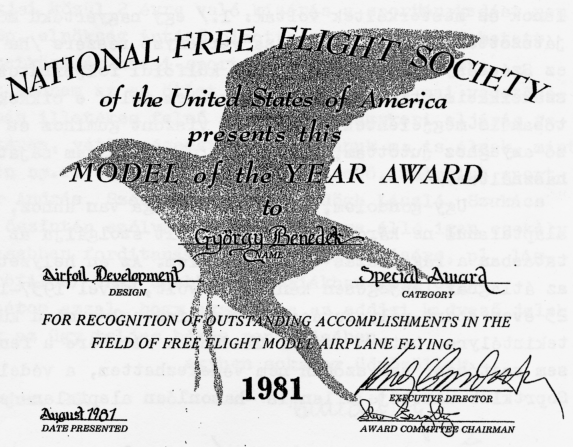 NATIONAL FREE FLIGHT SOCIETY
of the United States of America
presents this
MODEL of the YEAR AWARD
to
György Benedek
NAME
Airfoil Development
DESIGN
Special Award
CATEGORY
FOR RECOGNITION OF OUTSTANDING ACCOMPLISHMENTS IN THE
FIELD OF FREE FLIGHT MODEL AIRPLANE FLYING.
1981
EXECUTIVE DIRECTOR
August 1981
DATE PRESENTED
AWARD COMMITTEE CHAIRMAN